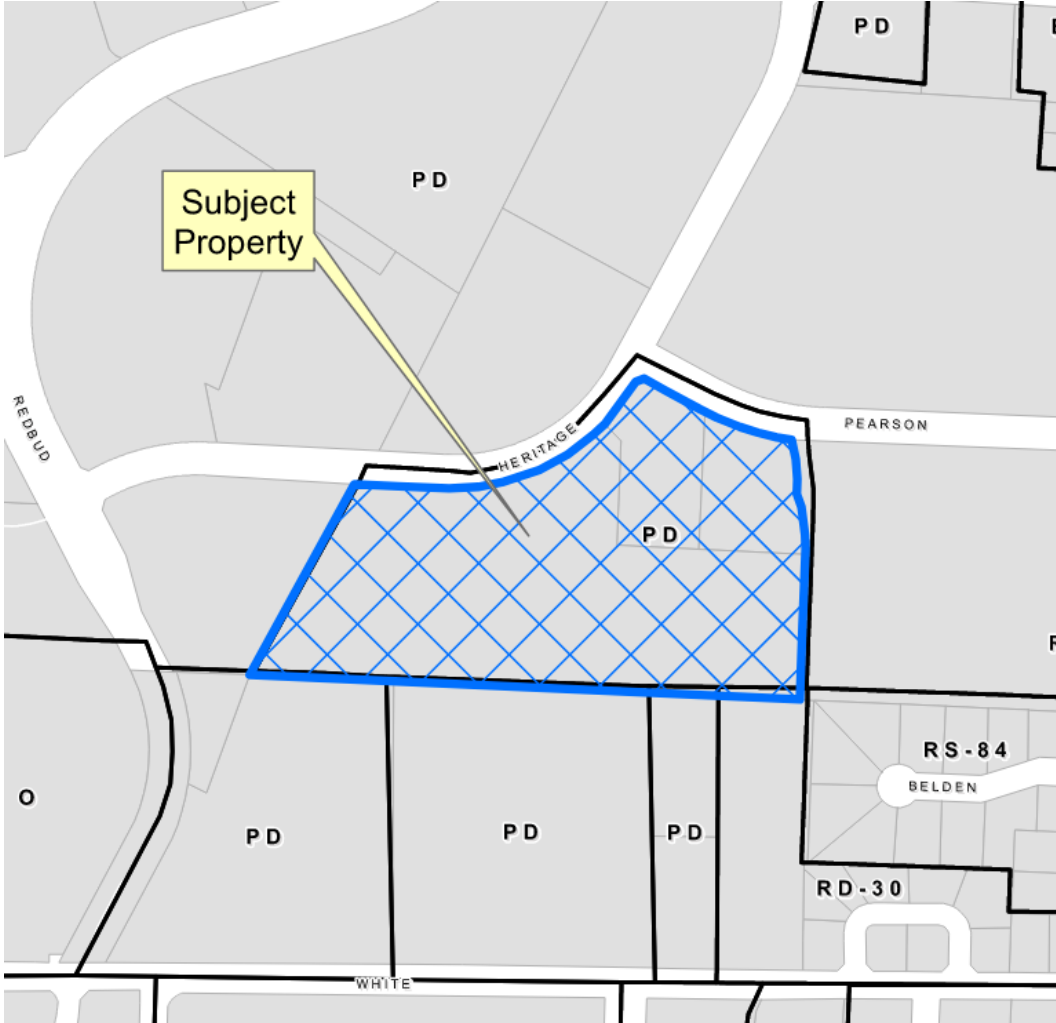 PD
PD
Subject
Property
REDBUD
HERITAGE
PEARSON
PD
RS-84
BELDEN
O
PD
PD
PD
RD-30
WHITE